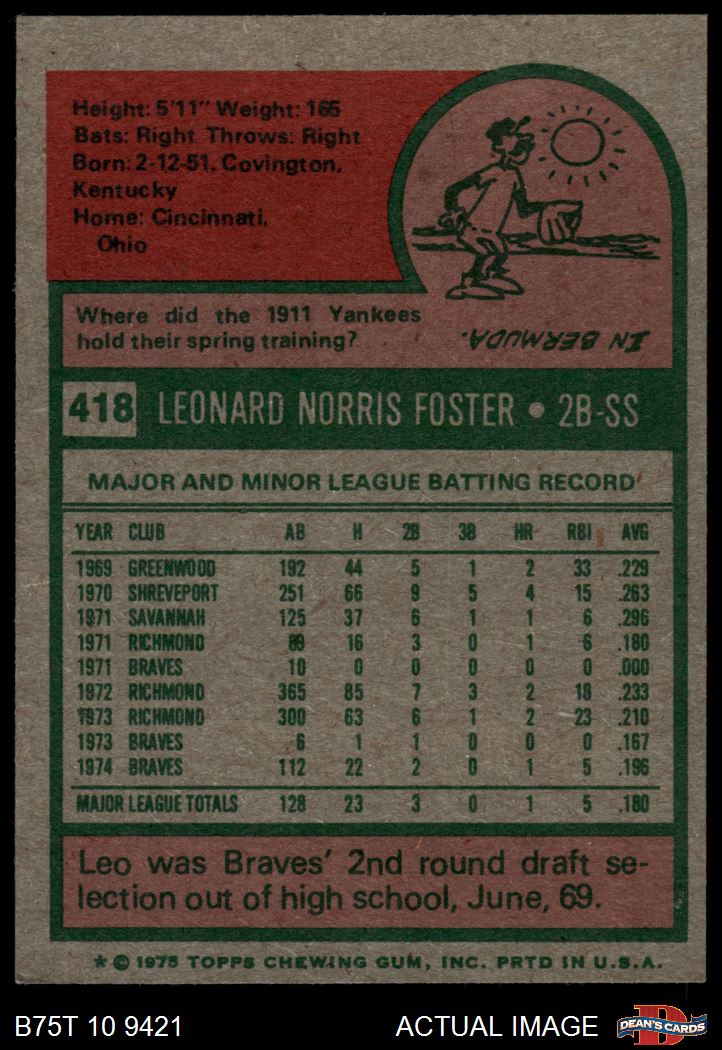 Height: 5'11" Weight: 165
Bats: Right Throws: Right
Born: 2-12-51, Covington,
Kentucky
Home: Cincinnati,
Ohio
Where did the 1911 Yankees
hold their spring training?
IN BERMUDA.
418 LEONARD NORRIS FOSTER • 2B-SS
MAJOR AND MINOR LEAGUE BATTING RECORD
YEAR CLUB AB H 2B 3B HR RBI AVG
1969 GREENWOOD 192 44 5 1 2 33 .229
1970 SHREVEPORT 251 66 9 5 4 15 .263
1971 SAVANNAH 125 37 6 1 1 6 .296
1971 RICHMOND 89 16 3 0 1 6 .180
1971 BRAVES 10 0 0 0 0 0 .000
1972 RICHMOND 365 85 7 3 2 18 .233
1973 RICHMOND 300 63 6 1 2 23 .210
1973 BRAVES 6 1 1 0 0 0 .167
1974 BRAVES 112 22 2 0 1 5 .196
MAJOR LEAGUE TOTALS 128 23 3 0 1 5 .180
Leo was Braves' 2nd round draft se-
lection out of high school, June, 69.
* © 1975 TOPPS CHEWING GUM, INC. PRTD IN U.S.A.
B75T 10 9421 ACTUAL IMAGE
D
DEAN'S CARDS